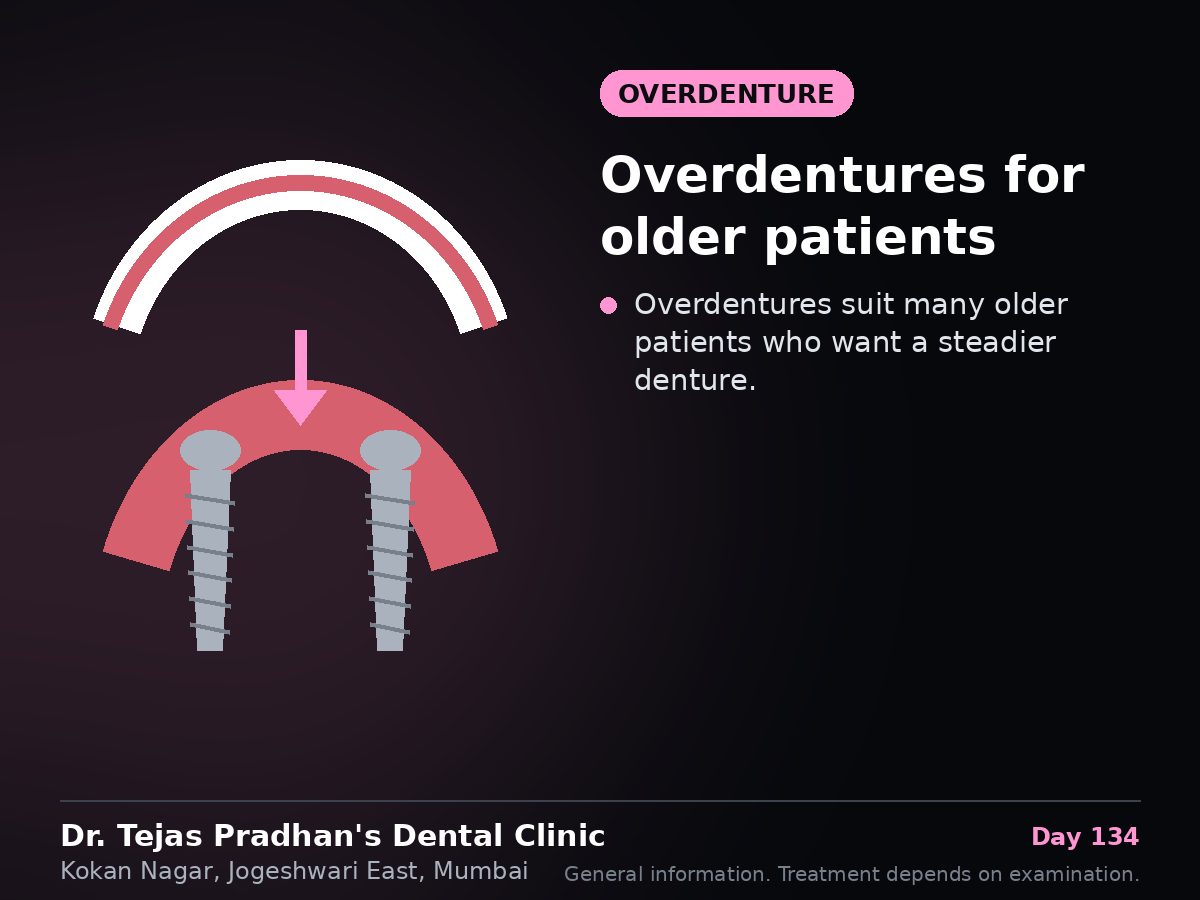 OVERDENTURE
Overdentures for
older patients
Overdentures suit many older
patients who want a steadier
denture.
Dr. Tejas Pradhan's Dental Clinic
Day 134
Kokan Nagar, Jogeshwari East, Mumbai
General information. Treatment depends on examination.